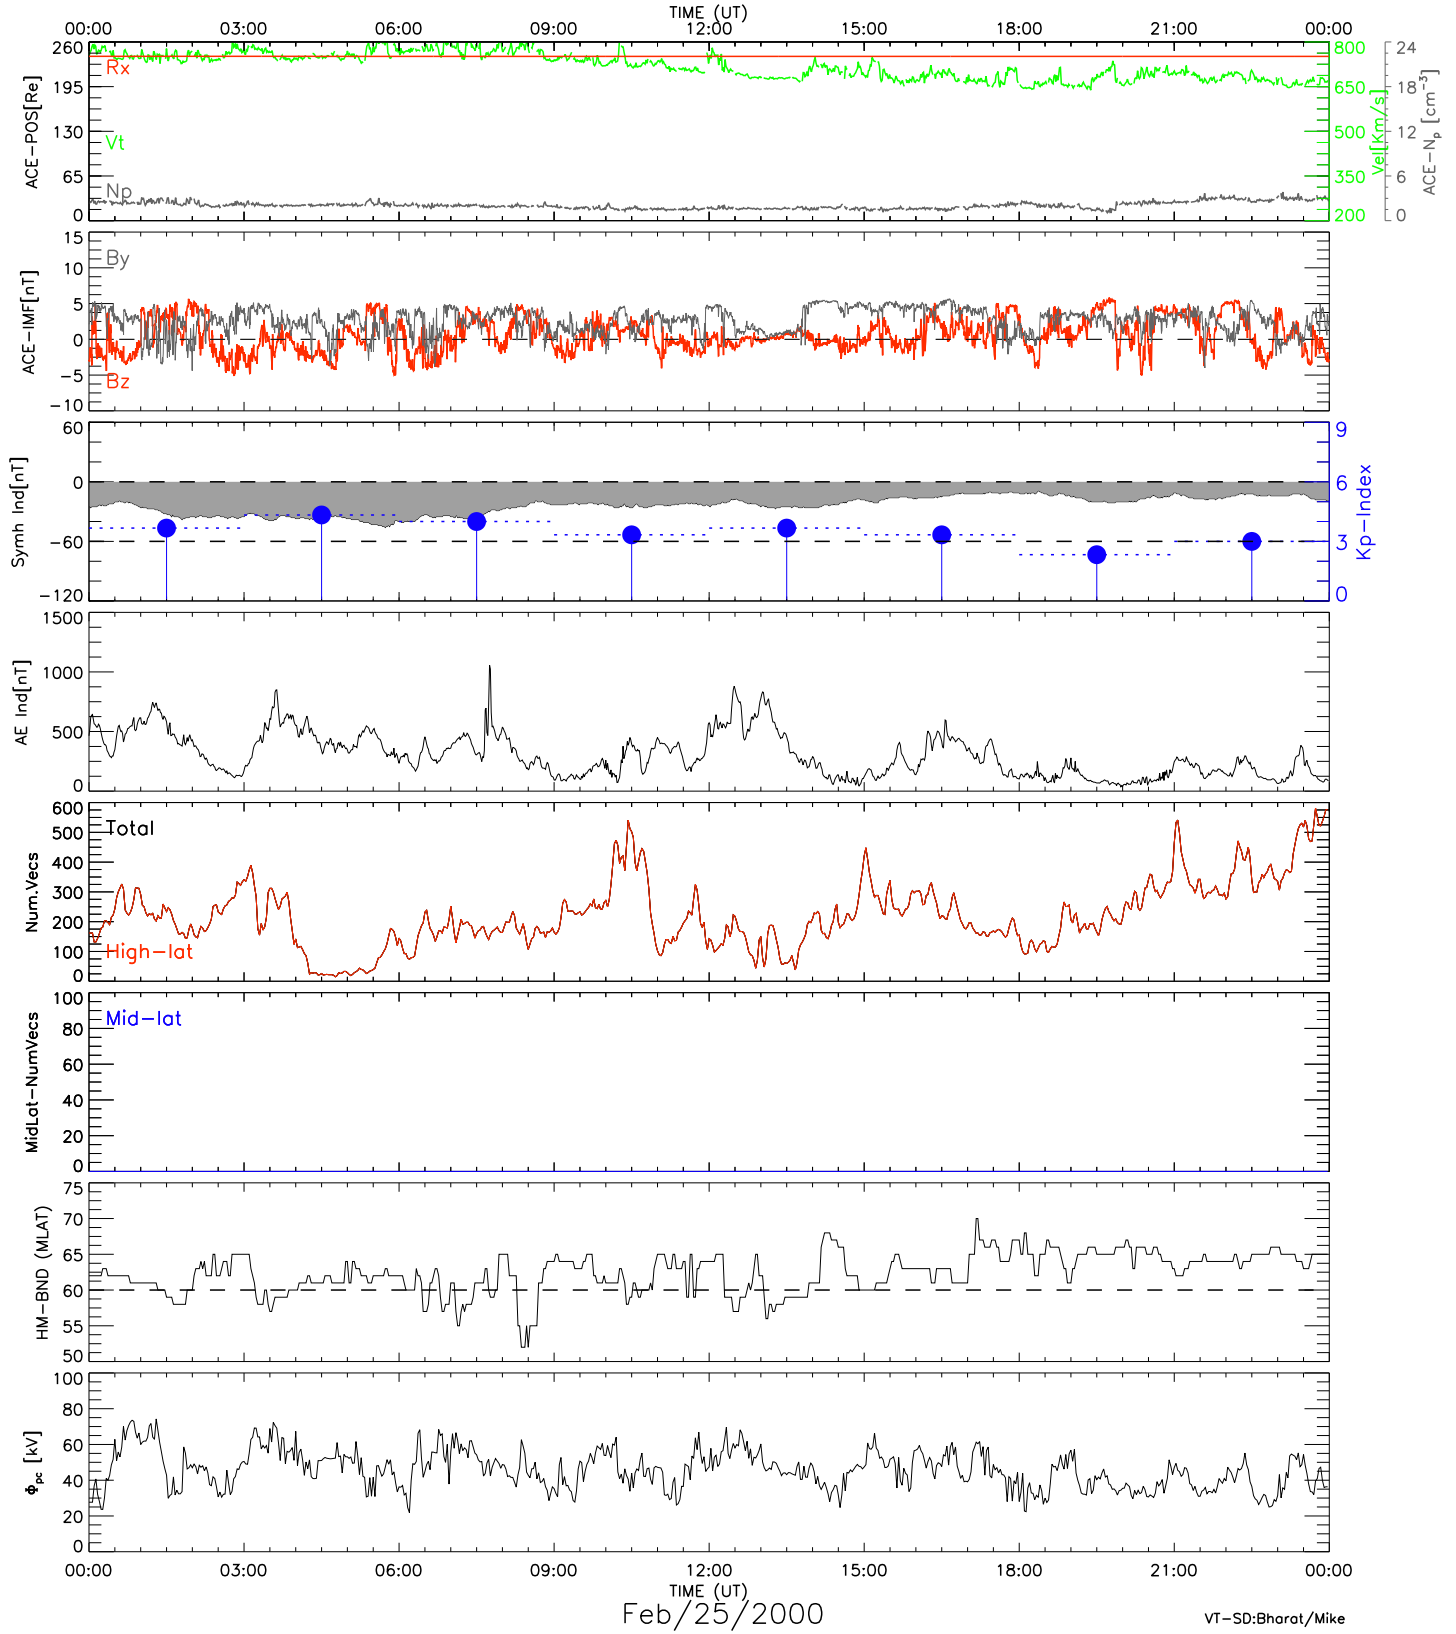 TIME (UT)
00:00 03:00 06:00 09:00 12:00 15:00 18:00 21:00 00:00
ACE-POS[Re]
260
195
130
65
0
Rx
Vt
Np
800
650
500
350
200
Vel[Km/s]
24
18
12
6
0
ACE-Np [cm-3]
ACE-IMF[nT]
15
10
5
0
-5
-10
By
Bz
Symh Ind[nT]
60
0
-60
-120
9
6
3
0
Kp-Index
AE Ind[nT]
1500
1000
500
0
Num.Vecs
600
500
400
300
200
100
0
Total
High-lat
MidLat-NumVecs
100
80
60
40
20
0
Mid-lat
HM-BND (MLAT)
75
70
65
60
55
50
Φpc [kV]
100
80
60
40
20
0
00:00 03:00 06:00 09:00 12:00 15:00 18:00 21:00 00:00
TIME (UT)
Feb/25/2000
VT-SD:Bharat/Mike